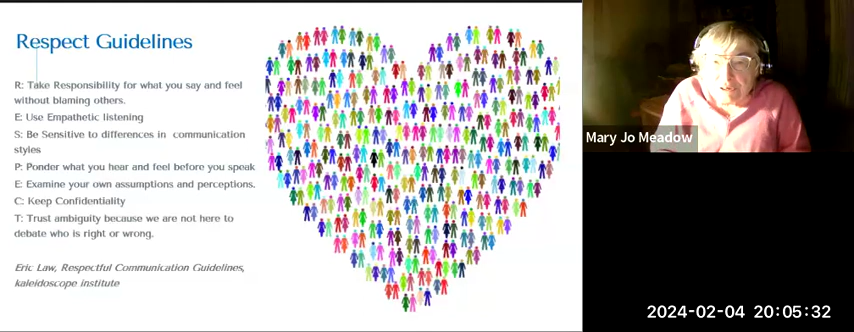 Respect Guidelines
R: Take Responsibility for what you say and feel
without blaming others.
E: Use Empathetic listening
S: Be Sensitive to differences in communication
styles
P: Ponder what you hear and feel before you speak
E: Examine your own assumptions and perceptions.
C: Keep Confidentiality
T: Trust ambiguity because we are not here to
debate who is right or wrong.
Eric Law, Respectful Communication Guidelines,
kaleidoscope institute
Mary Jo Meadow
2024-02-04 20:05:32